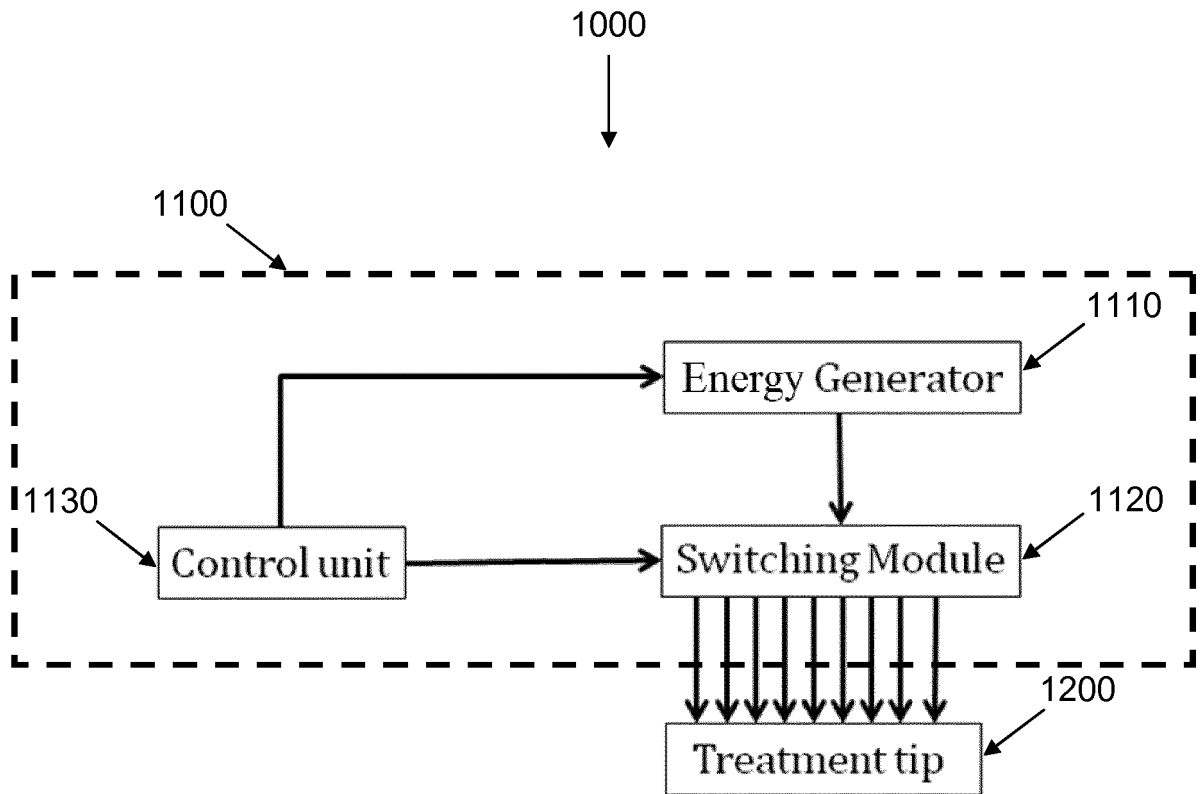 1000
1100
1110
Energy Generator
1130
1120
Control unit
Switching Module
1200
Treatment tip